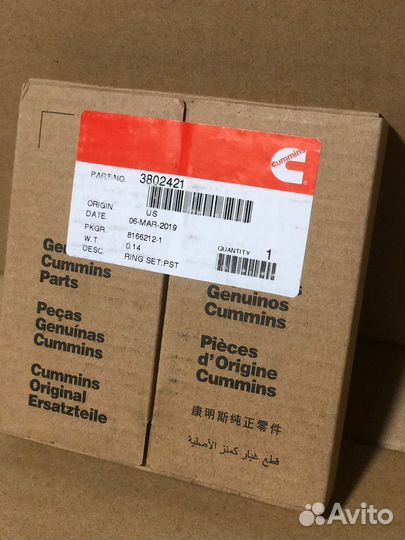 cummins
PART NO. 3802421
ORIGIN. US
DATE. 06-MAR-2019
PKGR. 8166212-1
W.T. 0.14
DESC. RING SET,PST
QUANTITY
1
Cummins
Parts
Peças
Genuínas
Cummins
Cummins
Original
Ersatzteile
Genuinos
Cummins
Pièces
d'Origine
Cummins
康明斯纯正零件
قطع غيار كمنز الأصلية
Avito